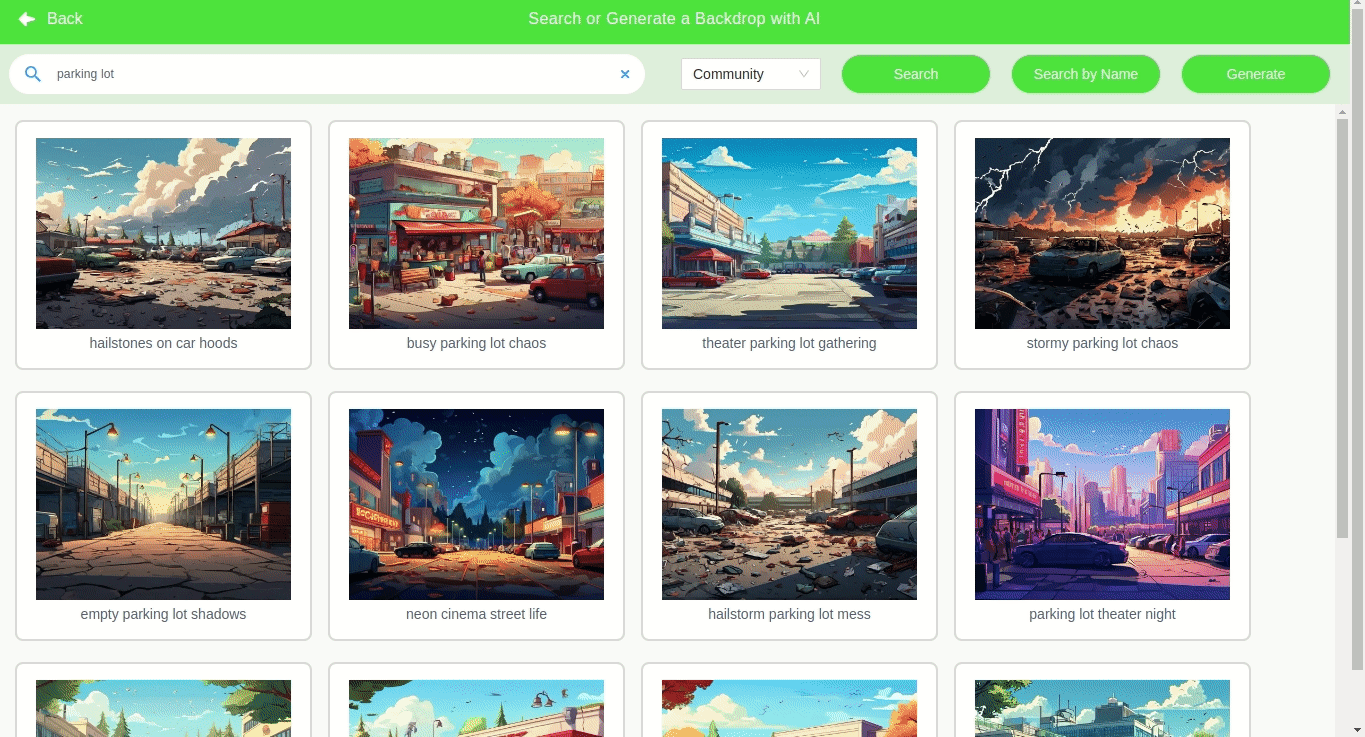 Back
Search or Generate a Backdrop with AI
parking lot
Community
Search
Search by Name
Generate
hailstones on car hoods
busy parking lot chaos
theater parking lot gathering
stormy parking lot chaos
empty parking lot shadows
neon cinema street life
hailstorm parking lot mess
parking lot theater night